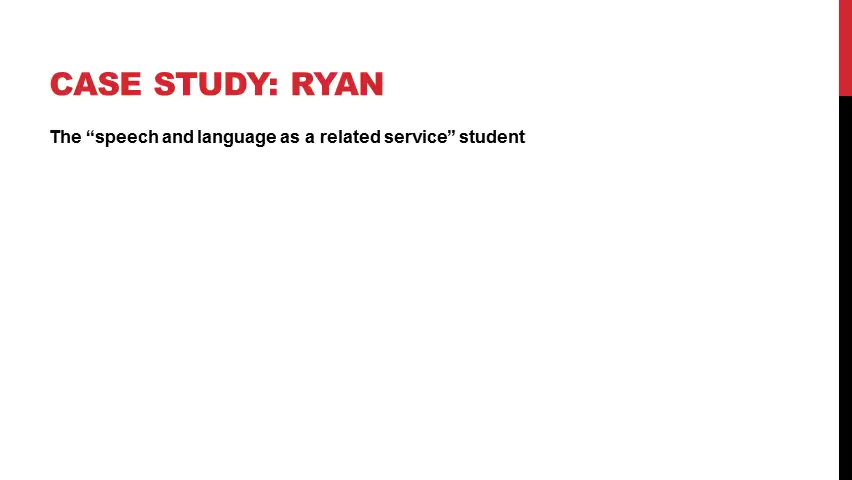 CASE STUDY: RYAN
The “speech and language as a related service” student